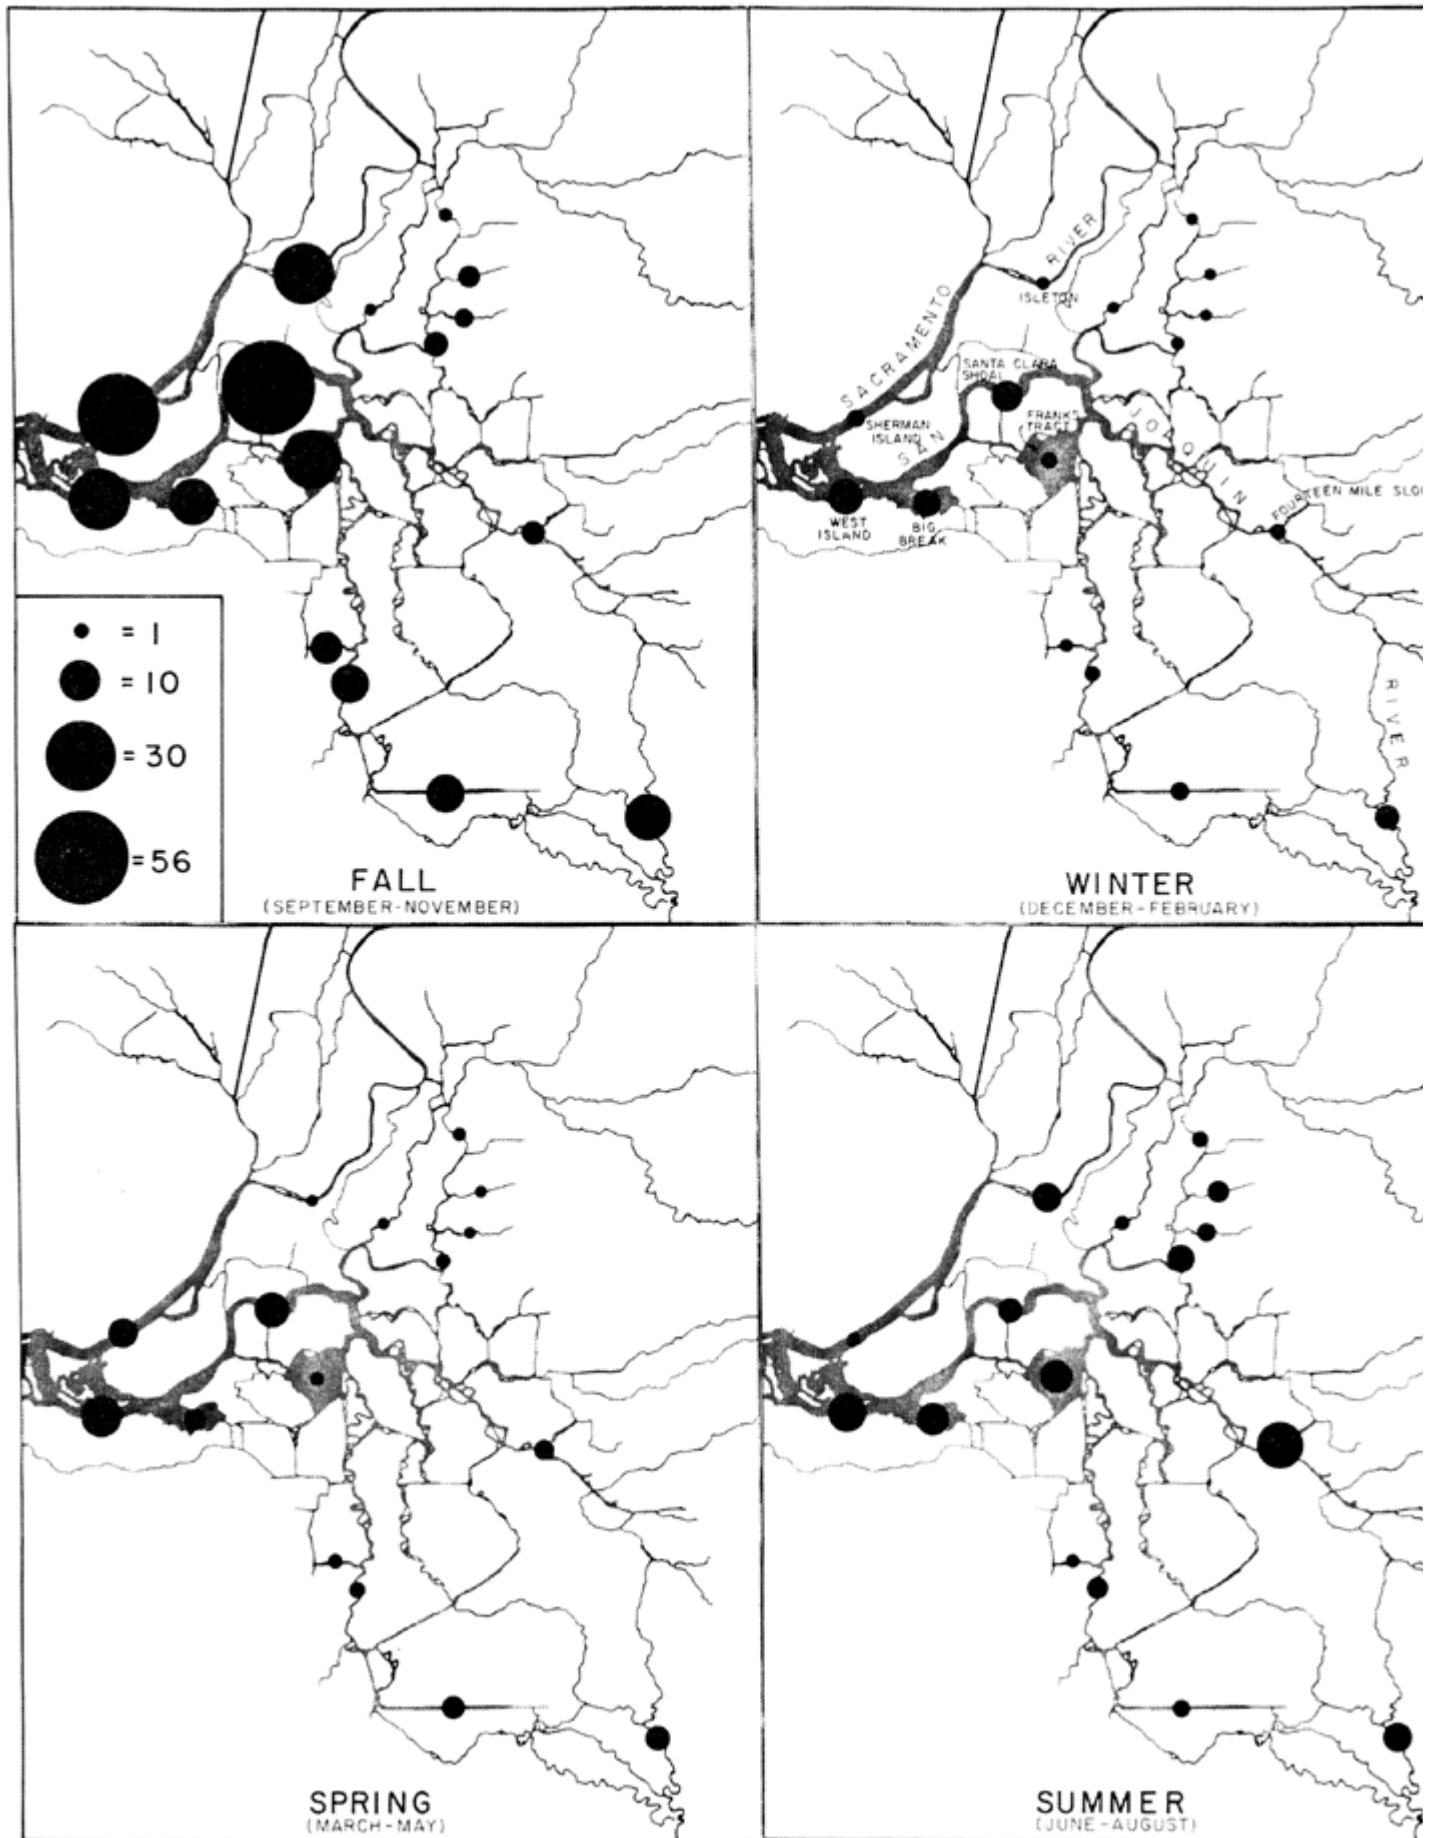 = 1
= 10
= 30
= 56
FALL
(SEPTEMBER-NOVEMBER)
SACRAMENTO
RIVER
ISLETON
SANTA CLARA
SHOAL
SHERMAN
ISLAND
FRANKS
TRACT
SAN
JOAQUIN
RIVER
FOURTEEN MILE SLO
WEST
ISLAND
BIG
BREAK
WINTER
(DECEMBER-FEBRUARY)
SPRING
(MARCH-MAY)
SUMMER
(JUNE-AUGUST)